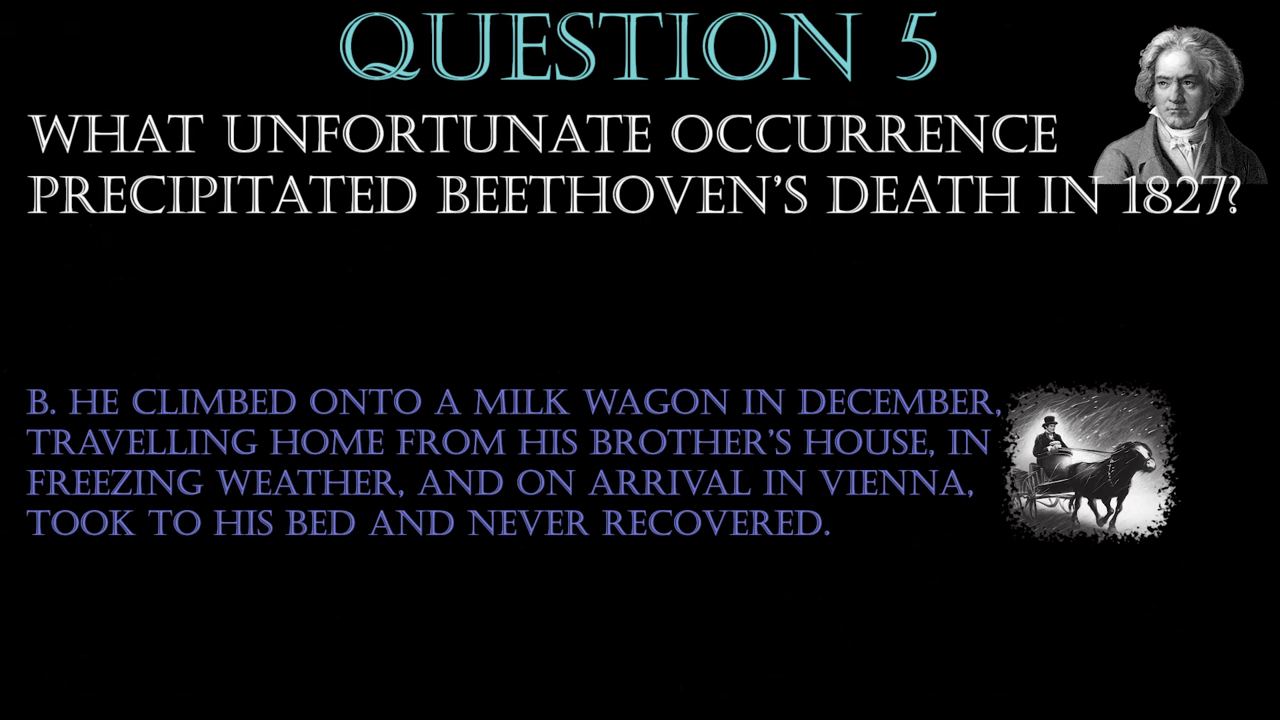 QUESTION 5
WHAT UNFORTUNATE OCCURRENCE
PRECIPITATED BEETHOVEN'S DEATH IN 1827?
B. HE CLIMBED ONTO A MILK WAGON IN DECEMBER,
TRAVELLING HOME FROM HIS BROTHER'S HOUSE, IN
FREEZING WEATHER, AND ON ARRIVAL IN VIENNA,
TOOK TO HIS BED AND NEVER RECOVERED.